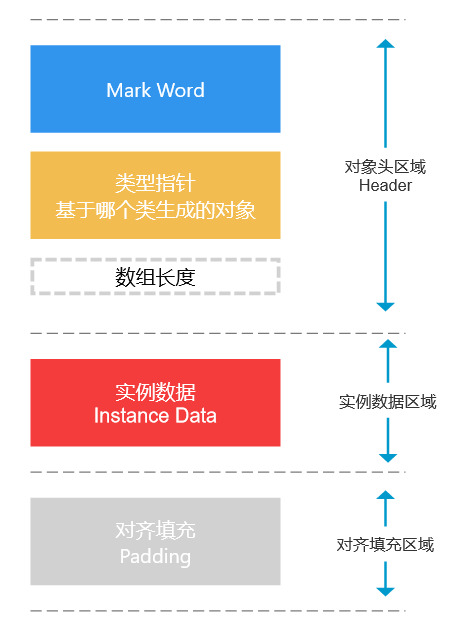 Mark Word
类型指针
基于哪个类生成的对象
数组长度
对象头区域
Header
实例数据
Instance Data
实例数据区域
对齐填充
Padding
对齐填充区域